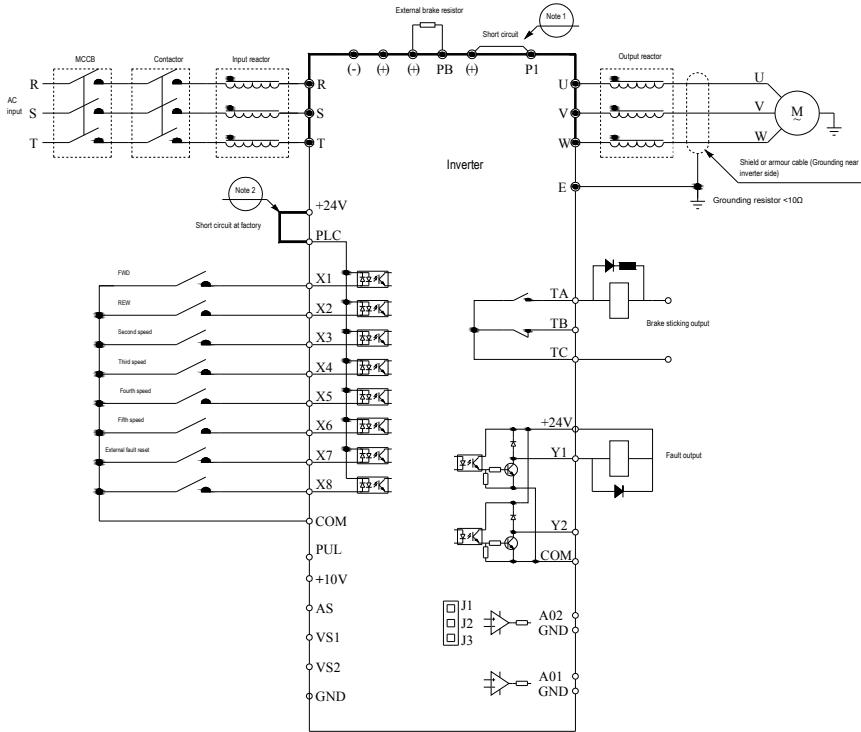 External brake resistor
Note 1
Short circuit
MCCB
Contactor
Input reactor
(-)
(+)
(+)
PB
(+)
P1
Output reactor
R
R
U
U
AC
input
S
S
V
V
M
~
T
T
W
W
Inverter
Shield or armour cable (Grounding near
inverter side)
E
Grounding resistor <10Ω
Note 2
+24V
Short circuit at factory
PLC
FWD
X1
REW
X2
Second speed
X3
Third speed
X4
Fourth speed
X5
Fifth speed
X6
External fault reset
X7
X8
COM
PUL
+10V
AS
VS1
VS2
GND
TA
TB
Brake sticking output
TC
+24V
Y1
Fault output
Y2
COM
J1
J2
J3
A02
GND
A01
GND